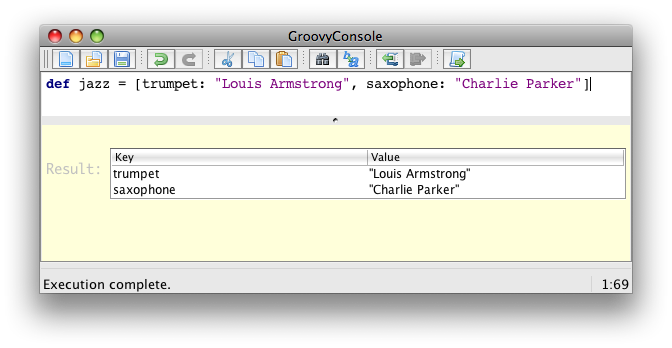 GroovyConsole
def jazz = [trumpet: "Louis Armstrong", saxophone: "Charlie Parker"]
Result:
Key Value
trumpet "Louis Armstrong"
saxophone "Charlie Parker"
Execution complete. 1:69